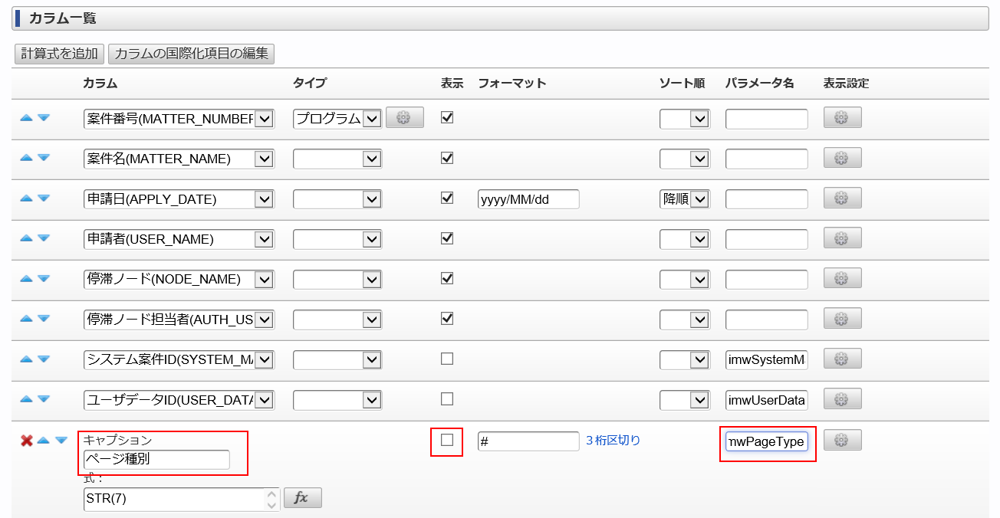 カラム一覧
計算式を追加 カラムの国際化項目の編集
カラム タイプ 表示 フォーマット ソート順 パラメータ名 表示設定
案件番号(MATTER_NUMBER プログラム
案件名(MATTER_NAME)
申請日(APPLY_DATE) yyyy/MM/dd 降順
申請者(USER_NAME)
停滞ノード(NODE_NAME)
停滞ノード担当者(AUTH_US
システム案件ID(SYSTEM_MA imwSystemM
ユーザデータID(USER_DATA imwUserData
キャプション
ページ種別 # 3桁区切り mwPageType
式：
STR(7) fx